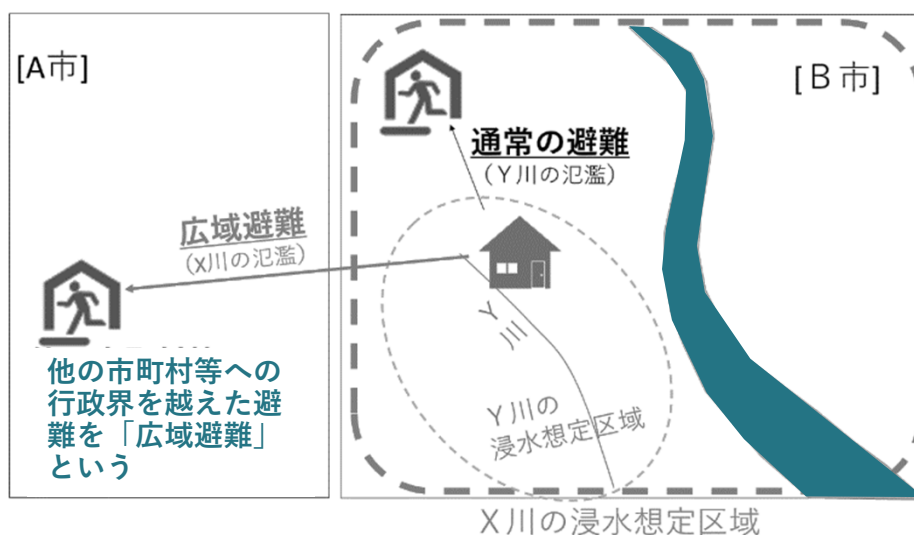 [A市]
[Ｂ市]
通常の避難
（Ｙ川の氾濫）
広域避難
（X川の氾濫）
Ｙ川
Ｙ川の
浸水想定区域
他の市町村等への
行政界を越えた避
難を「広域避難」
という
Ｘ川の浸水想定区域